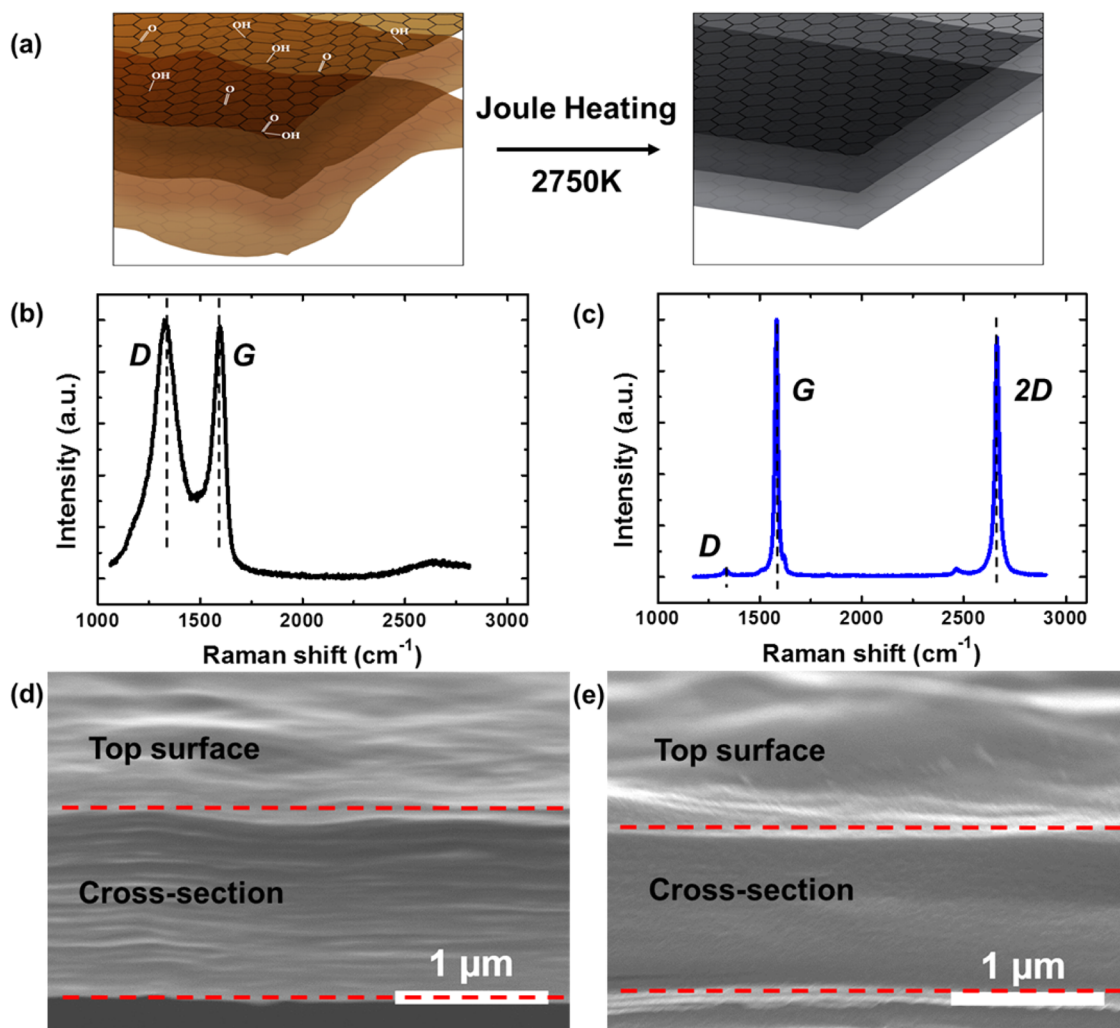 (a)
O
OH
OH
OH
O
OH
O
O
OH
Joule Heating
2750K
(b)
D
G
Intensity (a.u.)
1000 1500 2000 2500 3000
Raman shift (cm⁻¹)
(c)
G
2D
D
Intensity (a.u.)
1000 1500 2000 2500 3000
Raman shift (cm⁻¹)
(d)
Top surface
Cross-section
1 µm
(e)
Top surface
Cross-section
1 µm